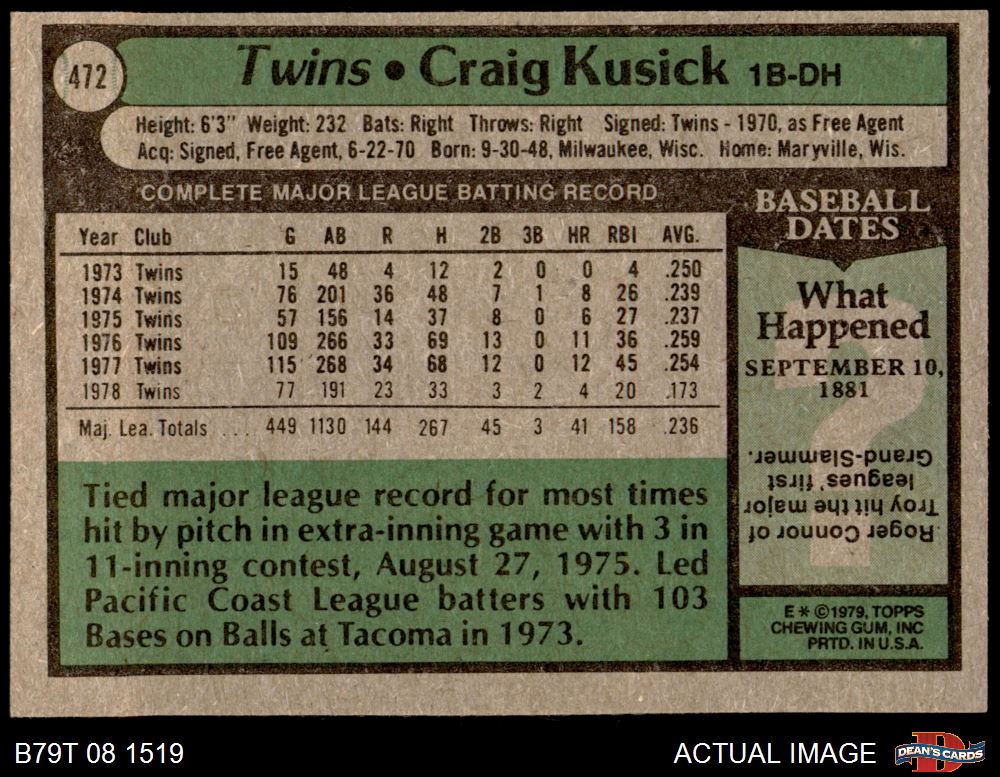 472
Twins • Craig Kusick 1B-DH
Height: 6'3" Weight: 232 Bats: Right Throws: Right Signed: Twins - 1970, as Free Agent
Acq: Signed, Free Agent, 6-22-70 Born: 9-30-48, Milwaukee, Wisc. Home: Maryville, Wis.
COMPLETE MAJOR LEAGUE BATTING RECORD
Year Club G AB R H 2B 3B HR RBI AVG.
1973 Twins 15 48 4 12 2 0 0 4 .250
1974 Twins 76 201 36 48 7 1 8 26 .239
1975 Twins 57 156 14 37 8 0 6 27 .237
1976 Twins 109 266 33 69 13 0 11 36 .259
1977 Twins 115 268 34 68 12 0 12 45 .254
1978 Twins 77 191 23 33 3 2 4 20 .173
Maj. Lea. Totals .... 449 1130 144 267 45 3 41 158 .236
Tied major league record for most times
hit by pitch in extra-inning game with 3 in
11-inning contest, August 27, 1975. Led
Pacific Coast League batters with 103
Bases on Balls at Tacoma in 1973.
BASEBALL
DATES
What
Happened
SEPTEMBER 10,
1881
Roger Connor of
Troy hit the major
leagues' first
Grand-Slammer.
E * ©1979, TOPPS
CHEWING GUM, INC
PRTD. IN U.S.A.
B79T 08 1519
ACTUAL IMAGE
DEAN'S CARDS